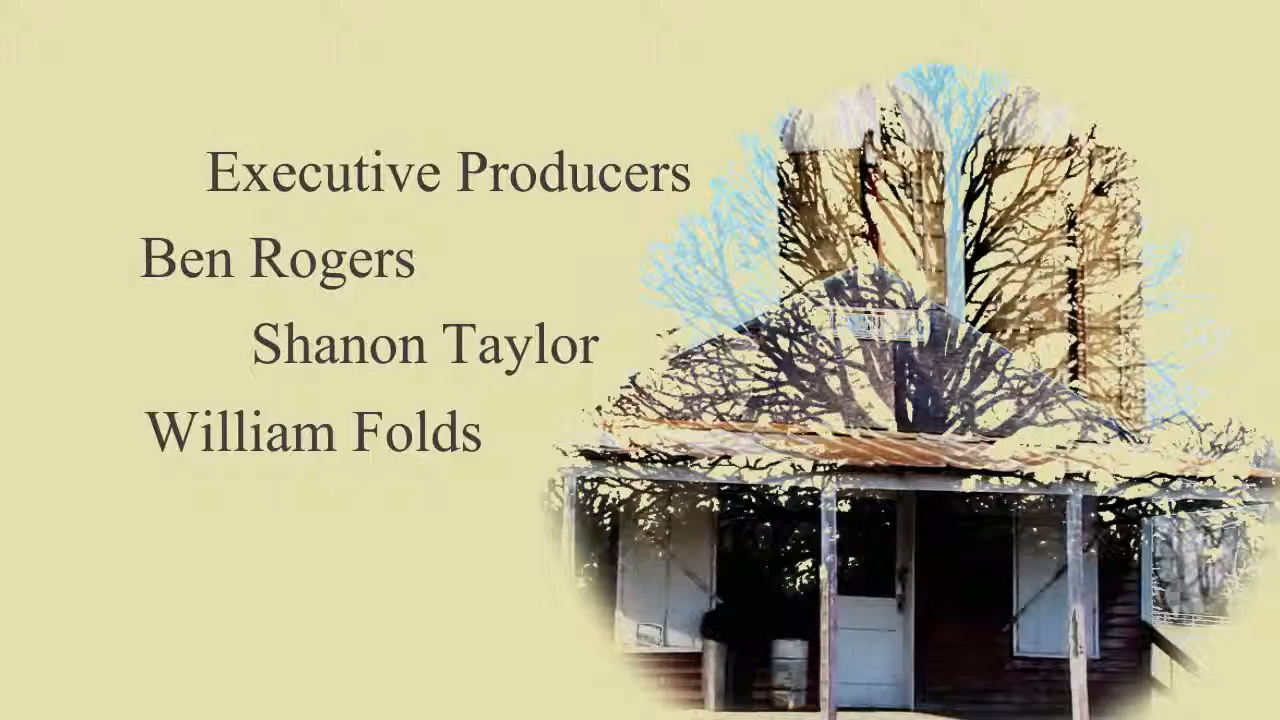 Executive Producers
Ben Rogers
Shanon Taylor
William Folds